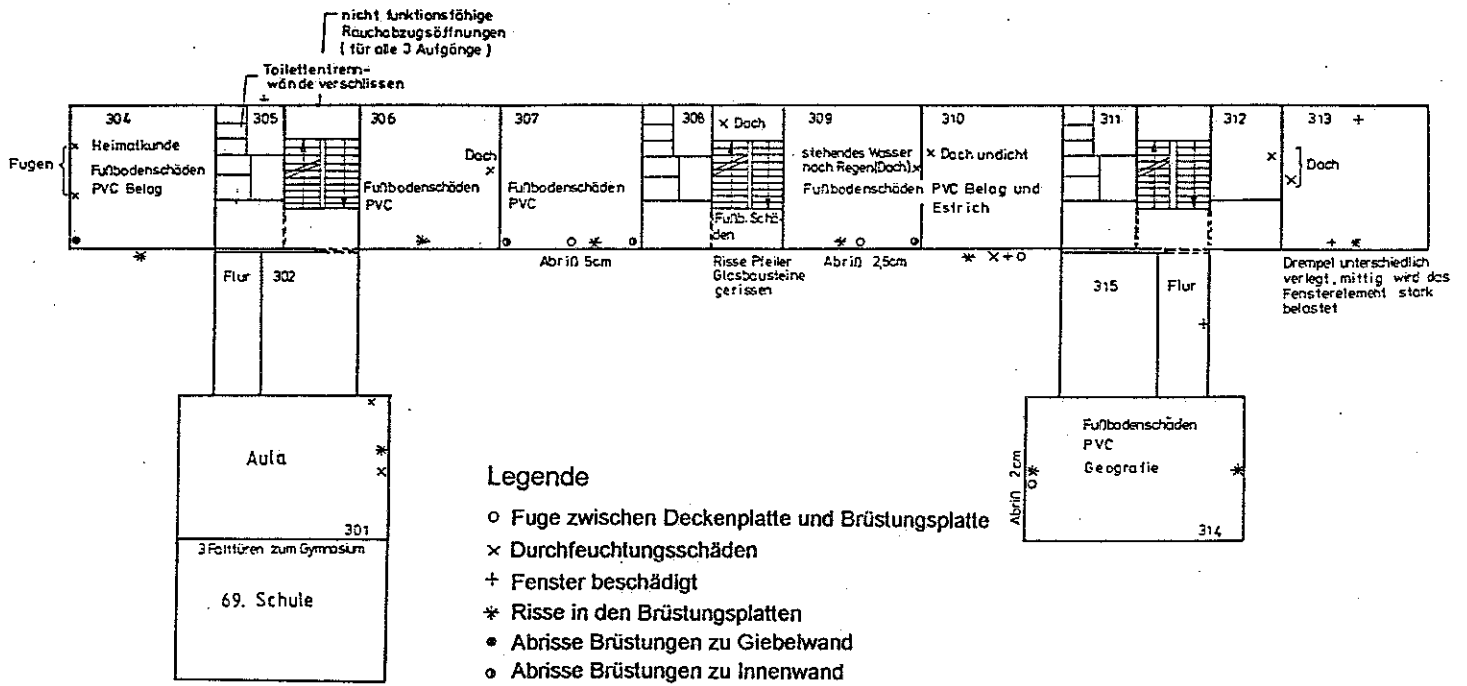 nicht funktionsfähige
Rauchabzugsöffnungen
( für alle 3 Aufgänge )
Toilettentrenn-
wände verschlissen
304
305
306
307
308
309
310
311
312
313
Fugen
Heimatkunde
Fußbodenschäden
PVC Belag
Dach
Fußbodenschäden
PVC
Fußbodenschäden
PVC
Dach
Fußb. Schä-
den
stehendes Wasser
nach Regen(Dach)
Fußbodenschäden
Dach undicht
PVC Belag und
Estrich
Dach
Abriß 5cm
Risse Pfeiler
Glasbausteine
gerissen
Abriß 2,5cm
Drempel unterschiedlich
verlegt, mittig wird das
Fensterelement stark
belastet
Flur
302
315
Flur
Aula
301
3 Falttüren zum Gymnasium
69. Schule
Fußbodenschäden
PVC
Geografie
Abriß 2cm
314
Legende
o Fuge zwischen Deckenplatte und Brüstungsplatte
× Durchfeuchtungsschäden
+ Fenster beschädigt
* Risse in den Brüstungsplatten
● Abrisse Brüstungen zu Giebelwand
◑ Abrisse Brüstungen zu Innenwand